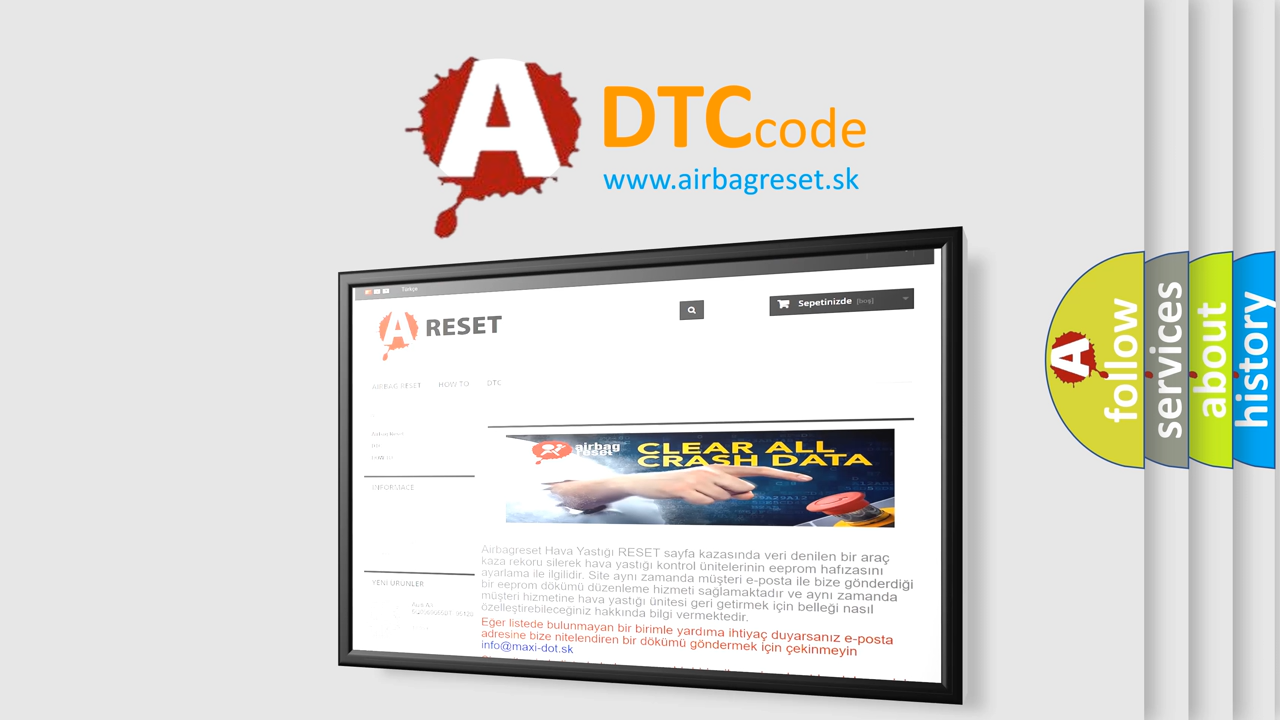 A DTC code
www.airbagreset.sk
Türkçe
A RESET
Sepetinizde [boş]
AIRBAG RESET HOW TO DTC
airbag
reset
CLEAR ALL
CRASH DATA
INFORMACE
YENİ ÜRÜNLER
Airbagreset Hava Yastığı RESET sayfa kazasında veri denilen bir araç
kaza rekoru silerek hava yastığı kontrol ünitelerinin eeprom hafızasını
ayarlama ile ilgilidir. Site aynı zamanda müşteri e-posta ile bize gönderdiği
bir eeprom dökümü düzenleme hizmeti sağlamaktadır ve aynı zamanda
müşteri hizmetine hava yastığı ünitesi geri getirmek için belleği nasıl
özelleştirebileceğiniz hakkında bilgi vermektedir.
Eğer listede bulunmayan bir birimle yardıma ihtiyaç duyarsanız e-posta
adresine bize nitelendiren bir dökümü göndermek için çekinmeyin
info@maxi-dot.sk
A follow
services
about
history